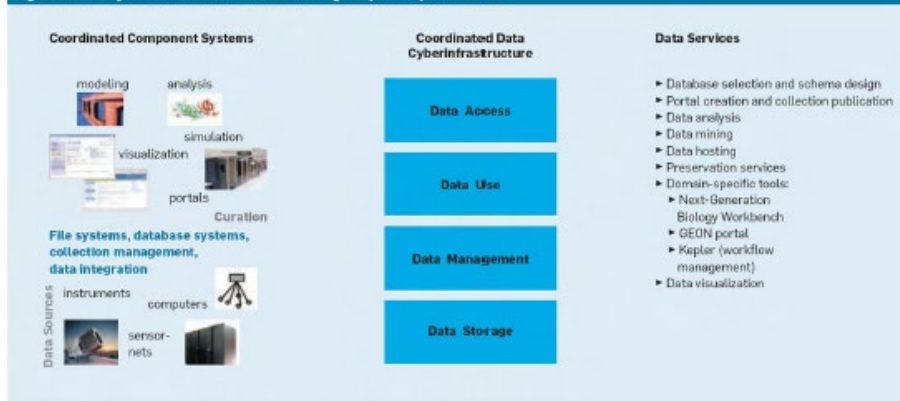 Coordinated Component Systems
modeling
analysis
simulation
visualization
portals
Curation
File systems, database systems,
collection management,
data integration
Data Sources
instruments
computers
sensor-
nets
Coordinated Data
Cyberinfrastructure
Data Access
Data Use
Data Management
Data Storage
Data Services
► Database selection and schema design
► Portal creation and collection publication
► Data analysis
► Data mining
► Data hosting
► Preservation services
► Domain-specific tools:
► Next-Generation
Biology Workbench
► GEON portal
► Kepler (workflow
management)
► Data visualization